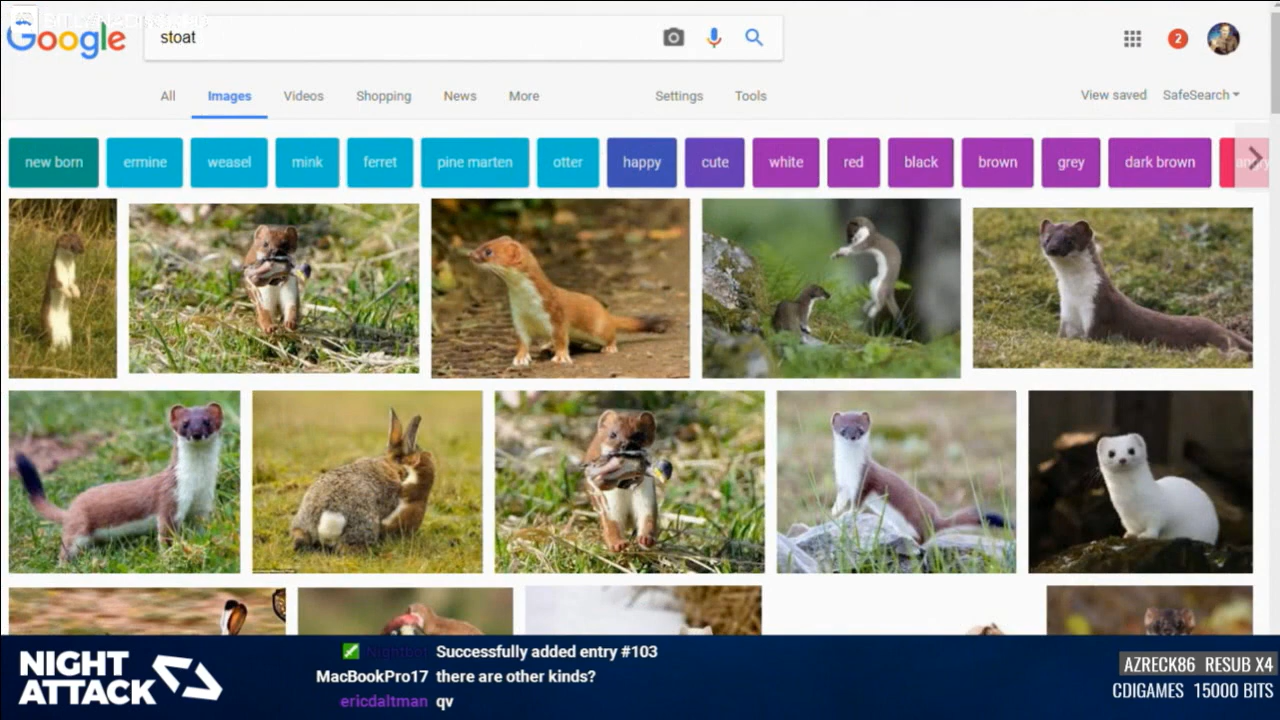 Google
stoat
2
All Images Videos Shopping News More Settings Tools
View saved SafeSearch
new born ermine weasel mink ferret pine marten otter happy cute white red black brown grey dark brown angry
NIGHT
ATTACK
Nightbot Successfully added entry #103
MacBookPro17 there are other kinds?
ericdaltman qv
AZRECK86 RESUB X4
CDIGAMES 15000 BITS